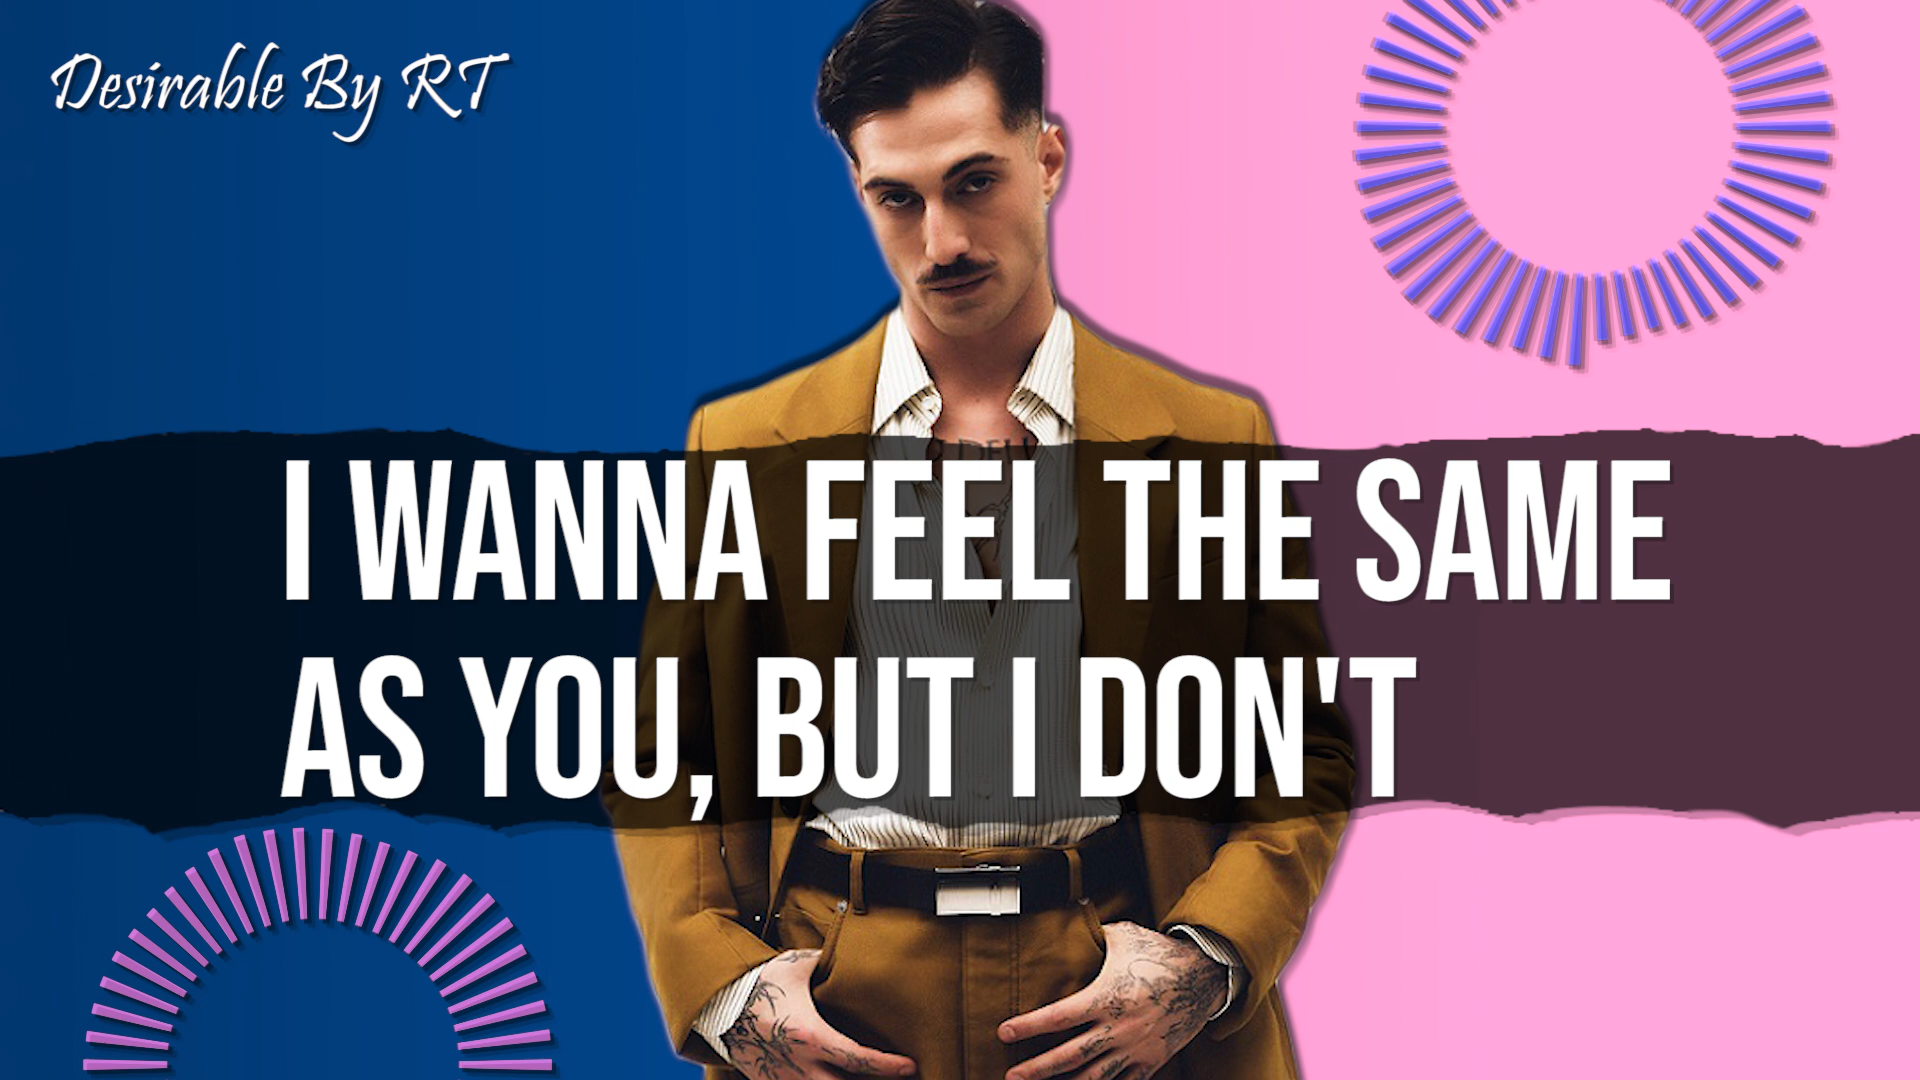 Desirable By RT
I WANNA FEEL THE SAME
AS YOU, BUT I DON'T